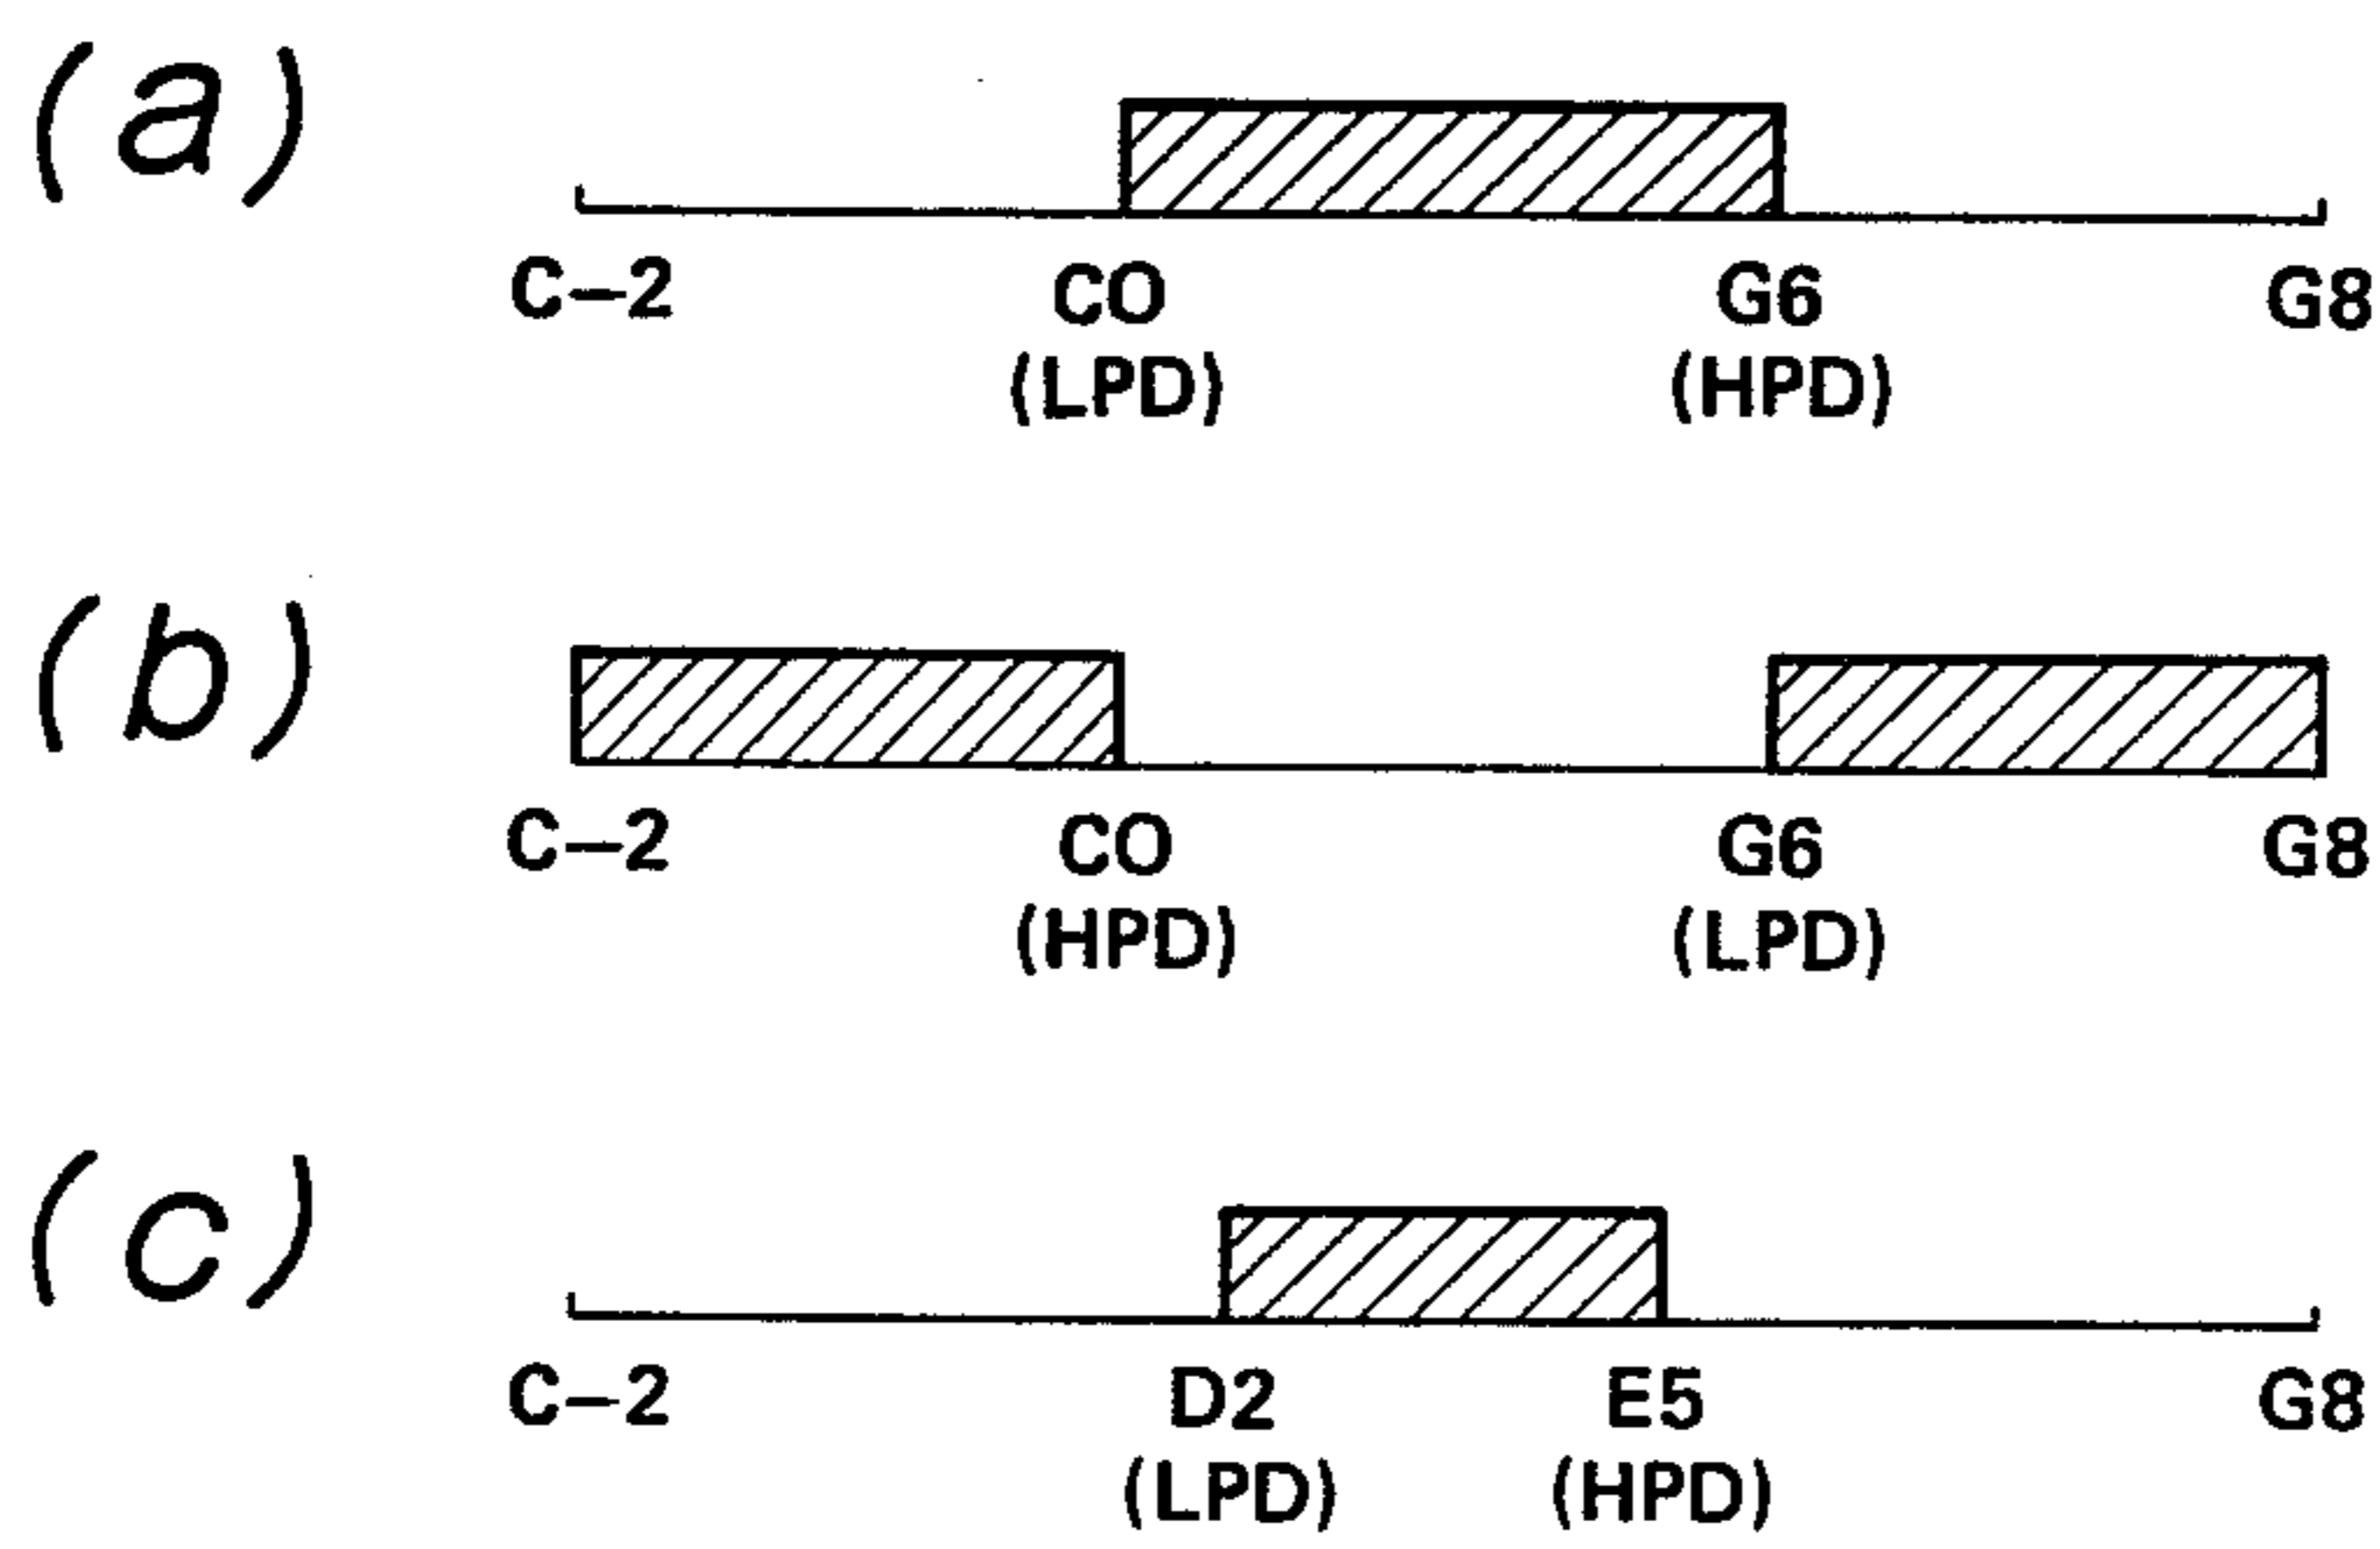 (a)
C–2 CO G6 G8
(LPD) (HPD)
(b)
C–2 CO G6 G8
(HPD) (LPD)
(c)
C–2 D2 E5 G8
(LPD) (HPD)